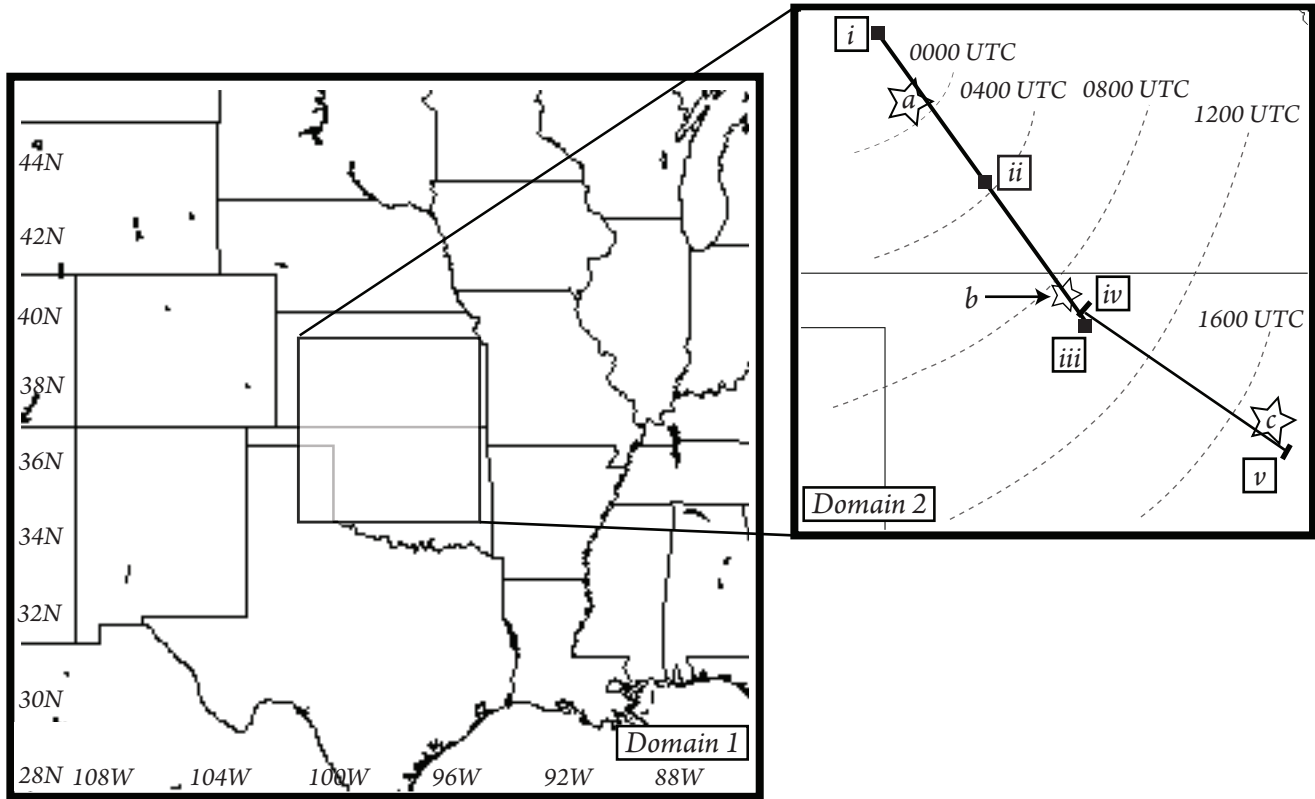 44N
42N
40N
38N
36N
34N
32N
30N
28N 108W 104W 100W 96W 92W 88W
Domain 1
i
0000 UTC
a
0400 UTC 0800 UTC
1200 UTC
ii
b
iv
iii
1600 UTC
c
v
Domain 2